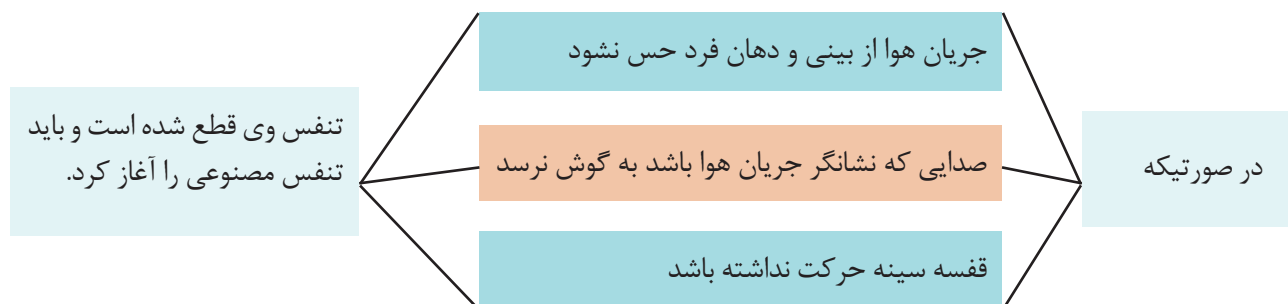 در صورتیکه
جریان هوا از بینی و دهان فرد حس نشود
صدایی که نشانگر جریان هوا باشد به گوش نرسد
قفسه سینه حرکت نداشته باشد
تنفس وی قطع شده است و باید
تنفس مصنوعی را آغاز کرد.